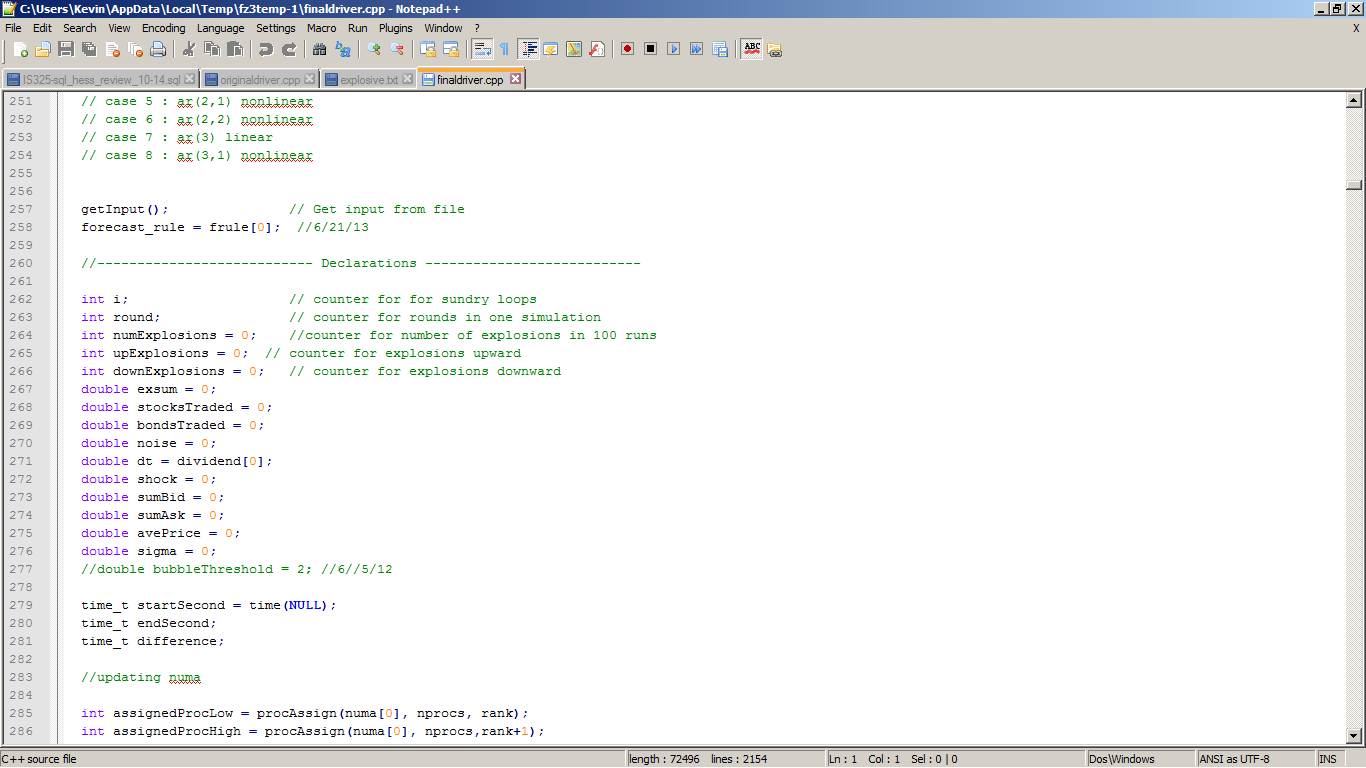 C:\Users\Kevin\AppData\Local\Temp\fz3temp-1\finaldriver.cpp - Notepad++
File Edit Search View Encoding Language Settings Macro Run Plugins Window ? X
ABC
IS325-sql_hess_review_10-14.sql originaldriver.cpp explosive.txt finaldriver.cpp
251 // case 5 : ar(2,1) nonlinear
252 // case 6 : ar(2,2) nonlinear
253 // case 7 : ar(3) linear
254 // case 8 : ar(3,1) nonlinear
255
256
257 getInput(); // Get input from file
258 forecast_rule = frule[0]; //6/21/13
259
260 //--------------------------- Declarations ---------------------------
261
262 int i; // counter for for sundry loops
263 int round; // counter for rounds in one simulation
264 int numExplosions = 0; //counter for number of explosions in 100 runs
265 int upExplosions = 0; // counter for explosions upward
266 int downExplosions = 0; // counter for explosions downward
267 double exsum = 0;
268 double stocksTraded = 0;
269 double bondsTraded = 0;
270 double noise = 0;
271 double dt = dividend[0];
272 double shock = 0;
273 double sumBid = 0;
274 double sumAsk = 0;
275 double avePrice = 0;
276 double sigma = 0;
277 //double bubbleThreshold = 2; //6//5/12
278
279 time_t startSecond = time(NULL);
280 time_t endSecond;
281 time_t difference;
282
283 //updating numa
284
285 int assignedProcLow = procAssign(numa[0], nprocs, rank);
286 int assignedProcHigh = procAssign(numa[0], nprocs,rank+1);
C++ source file length : 72496 lines : 2154 Ln : 1 Col : 1 Sel : 0 | 0 Dos\Windows ANSI as UTF-8 INS